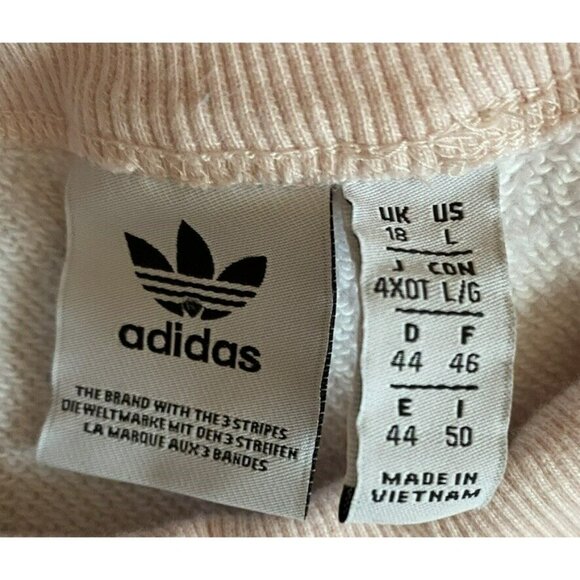 adidas
THE BRAND WITH THE 3 STRIPES
DIE WELTMARKE MIT DEN 3 STREIFEN
LA MARQUE AUX 3 BANDES
UK US
18 L
J CDN
4XOT L/G
D F
44 46
E I
44 50
MADE IN
VIETNAM